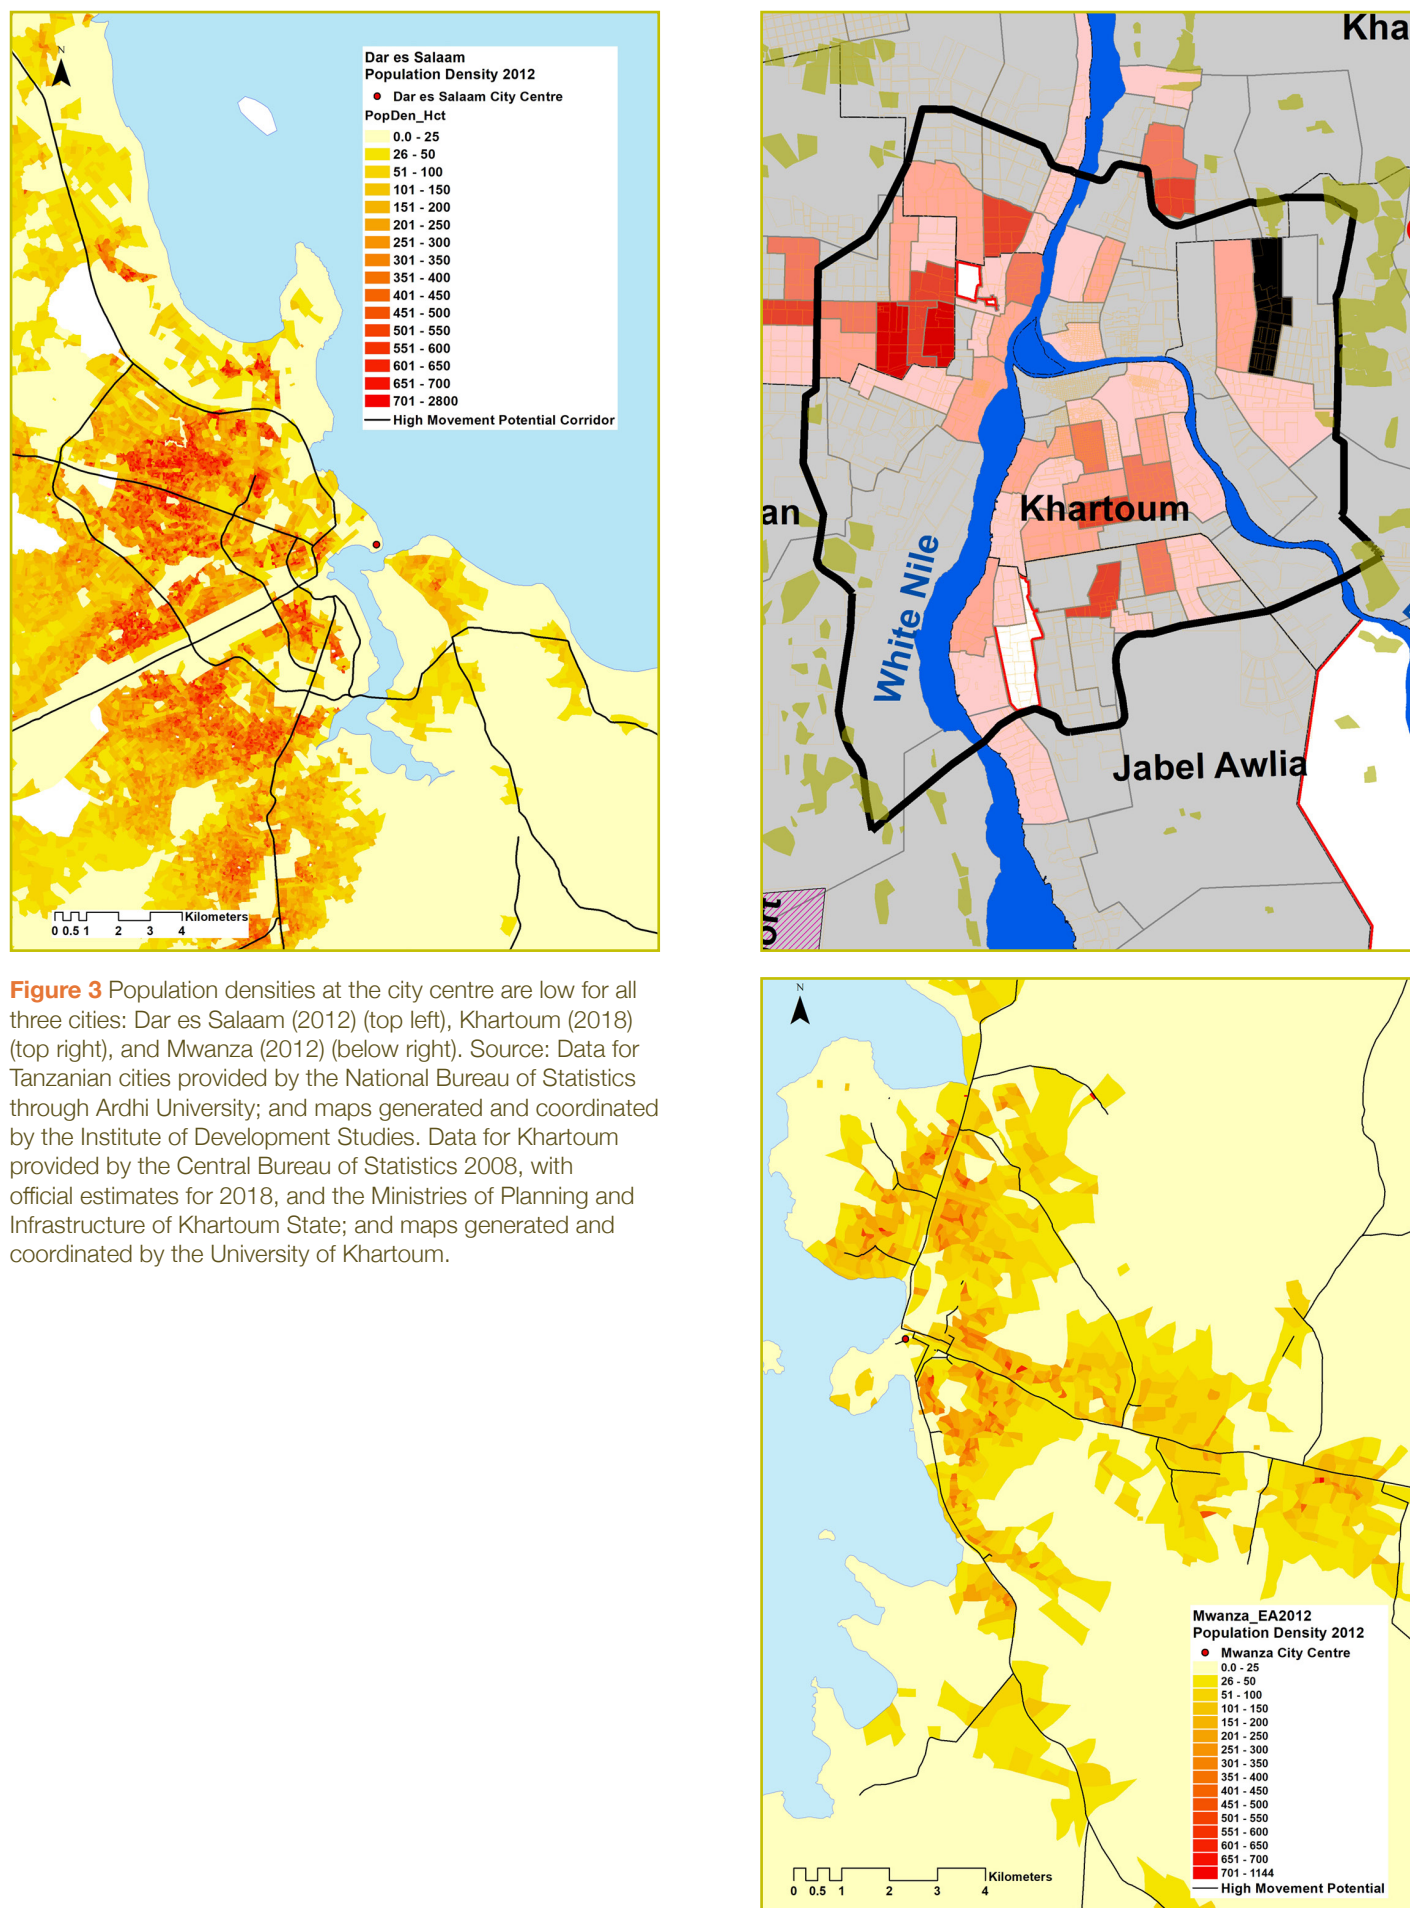 N
Dar es Salaam
Population Density 2012
Dar es Salaam City Centre
PopDen_Hct
0.0 - 25
26 - 50
51 - 100
101 - 150
151 - 200
201 - 250
251 - 300
301 - 350
351 - 400
401 - 450
451 - 500
501 - 550
551 - 600
601 - 650
651 - 700
701 - 2800
High Movement Potential Corridor
Kilometers
0 0.5 1 2 3 4
Kha
an
Khartoum
White Nile
Jabel Awlia
ort
Figure 3 Population densities at the city centre are low for all
three cities: Dar es Salaam (2012) (top left), Khartoum (2018)
(top right), and Mwanza (2012) (below right). Source: Data for
Tanzanian cities provided by the National Bureau of Statistics
through Ardhi University; and maps generated and coordinated
by the Institute of Development Studies. Data for Khartoum
provided by the Central Bureau of Statistics 2008, with
official estimates for 2018, and the Ministries of Planning and
Infrastructure of Khartoum State; and maps generated and
coordinated by the University of Khartoum.
N
Mwanza_EA2012
Population Density 2012
Mwanza City Centre
0.0 - 25
26 - 50
51 - 100
101 - 150
151 - 200
201 - 250
251 - 300
301 - 350
351 - 400
401 - 450
451 - 500
501 - 550
551 - 600
601 - 650
651 - 700
701 - 1144
High Movement Potential
Kilometers
0 0.5 1 2 3 4